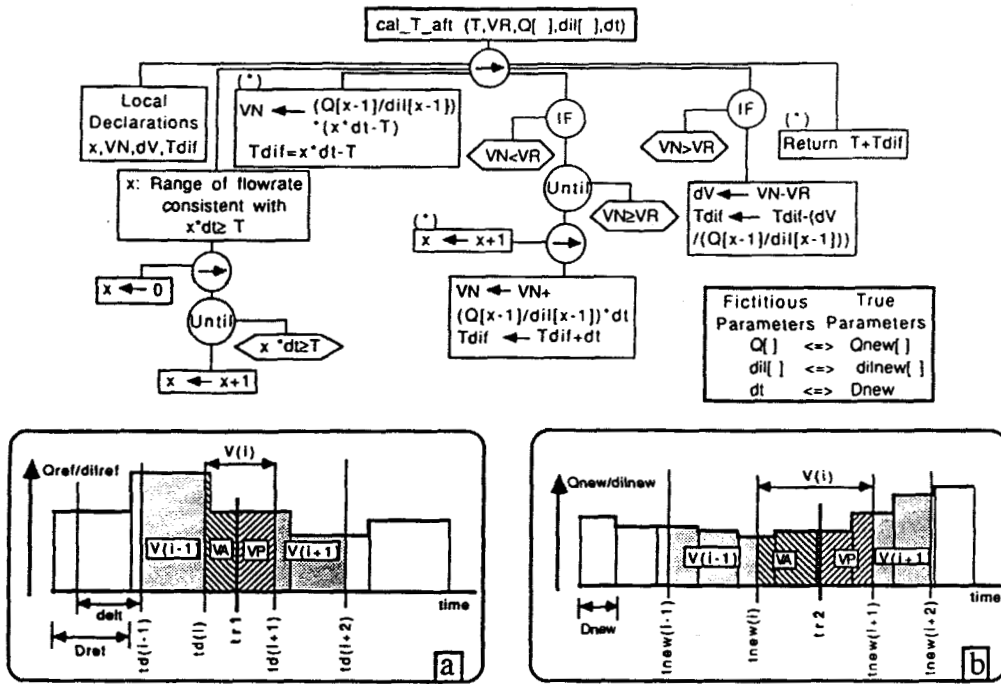 cal_T_aft (T,VR,Q[ ],dil[ ],dt)
Local
Declarations
x,VN,dV,Tdif
(*)
VN ← (Q[x-1]/dil[x-1])
*(x*dt-T)
Tdif=x*dt-T
IF
VN<VR
Until
VN≥VR
IF
VN>VR
(*)
Return T+Tdif
x: Range of flowrate
consistent with
x*dt≥ T
x ← 0
Until
x *dt≥T
x ← x+1
(*)
x ← x+1
VN ← VN+
(Q[x-1]/dil[x-1])*dt
Tdif ← Tdif+dt
dV ← VN-VR
Tdif ← Tdif-(dV
/(Q[x-1]/dil[x-1]))
Fictitious True
Parameters Parameters
Q[] <=> Qnew[ ]
dil[ ] <=> dilnew[ ]
dt <=> Dnew
Qref/dilref
V(i)
V(i-1)
VA
VP
V(i+1
time
delt
Dref
td(i-1)
td(i)
tr1
td(i+1)
td(i+2)
a
Qnew/dilnew
V(i)
V(i-1)
VA
VP
V(i+1
time
Dnew
tnew(i-1)
tnew(i)
tr2
tnew(i+1)
tnew(i+2)
b